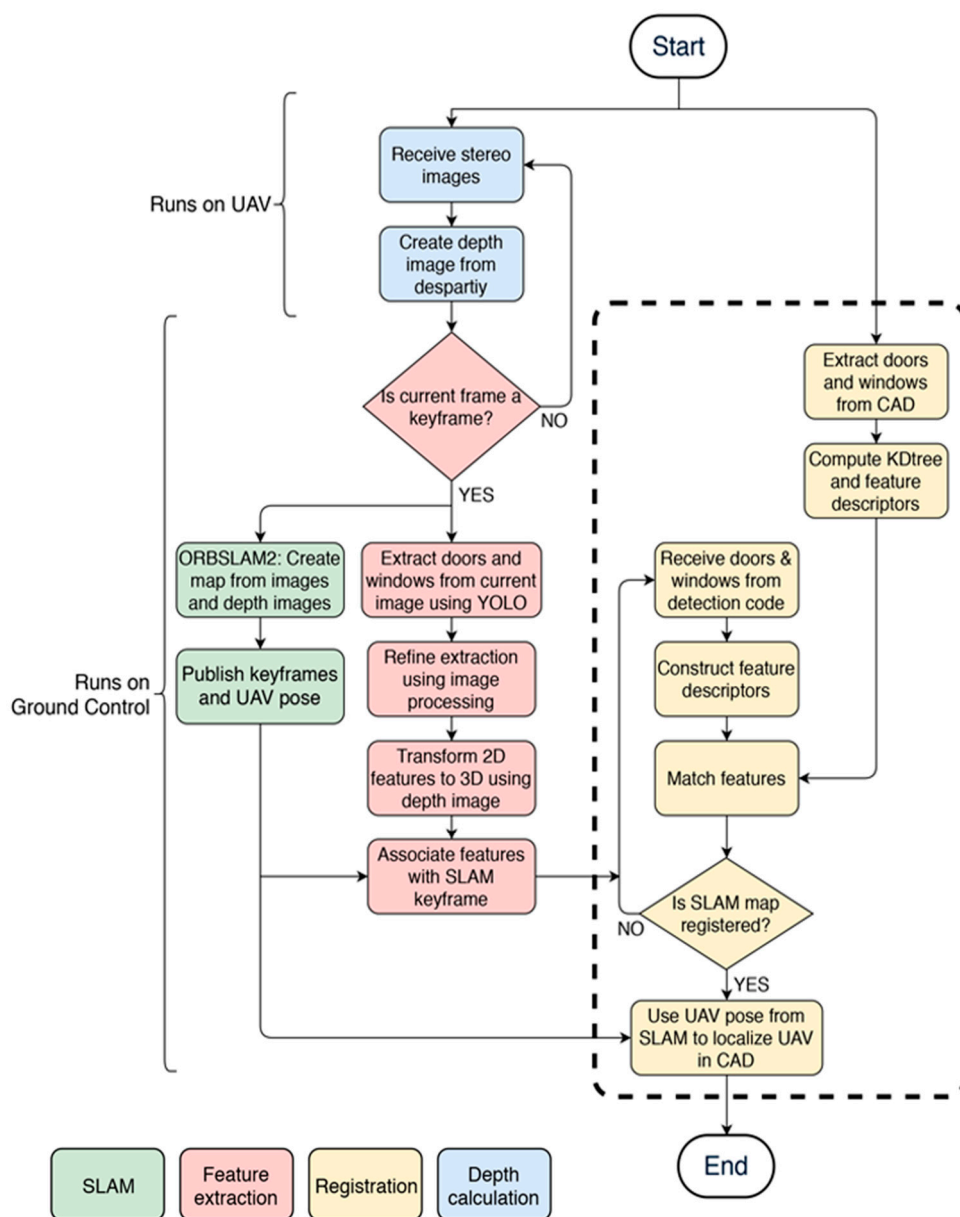 Start
Receive stereo
images
Runs on UAV
Create depth
image from
despartiy
Is current frame a
keyframe?
NO
YES
Extract doors
and windows
from CAD
Compute KDtree
and feature
descriptors
ORBSLAM2: Create
map from images
and depth images
Extract doors and
windows from current
image using YOLO
Receive doors &
windows from
detection code
Runs on
Ground Control
Publish keyframes
and UAV pose
Refine extraction
using image
processing
Construct feature
descriptors
Transform 2D
features to 3D using
depth image
Match features
Associate features
with SLAM
keyframe
Is SLAM map
registered?
NO
YES
Use UAV pose from
SLAM to localize UAV
in CAD
End
SLAM
Feature
extraction
Registration
Depth
calculation